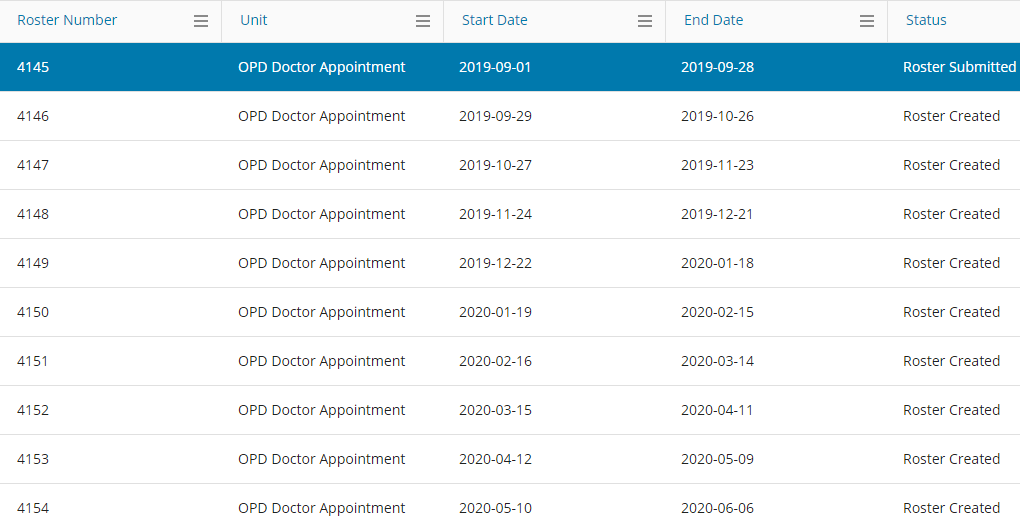 Roster Number Unit Start Date End Date Status
4145 OPD Doctor Appointment 2019-09-01 2019-09-28 Roster Submitted
4146 OPD Doctor Appointment 2019-09-29 2019-10-26 Roster Created
4147 OPD Doctor Appointment 2019-10-27 2019-11-23 Roster Created
4148 OPD Doctor Appointment 2019-11-24 2019-12-21 Roster Created
4149 OPD Doctor Appointment 2019-12-22 2020-01-18 Roster Created
4150 OPD Doctor Appointment 2020-01-19 2020-02-15 Roster Created
4151 OPD Doctor Appointment 2020-02-16 2020-03-14 Roster Created
4152 OPD Doctor Appointment 2020-03-15 2020-04-11 Roster Created
4153 OPD Doctor Appointment 2020-04-12 2020-05-09 Roster Created
4154 OPD Doctor Appointment 2020-05-10 2020-06-06 Roster Created